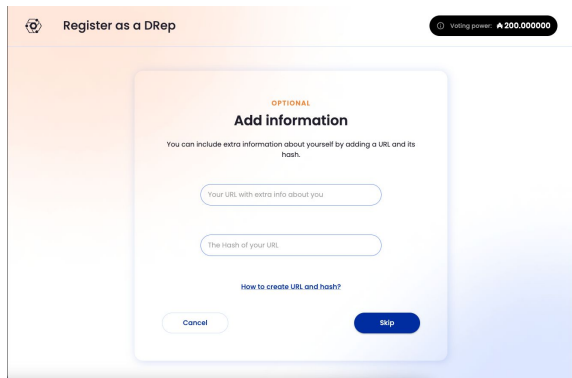 Register as a DRep
Voting power: ₳ 200.000000
OPTIONAL
Add information
You can include extra information about yourself by adding a URL and its
hash.
Your URL with extra info about you
The Hash of your URL
How to create URL and hash?
Cancel
Skip